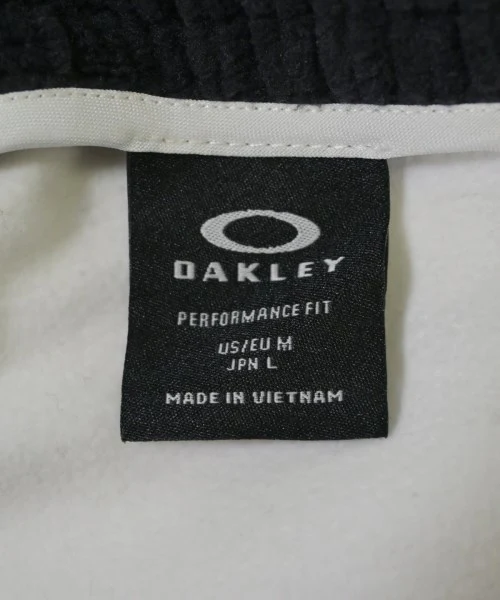 OAKLEY
PERFORMANCE FIT
US/EU M
JPN L
MADE IN VIETNAM